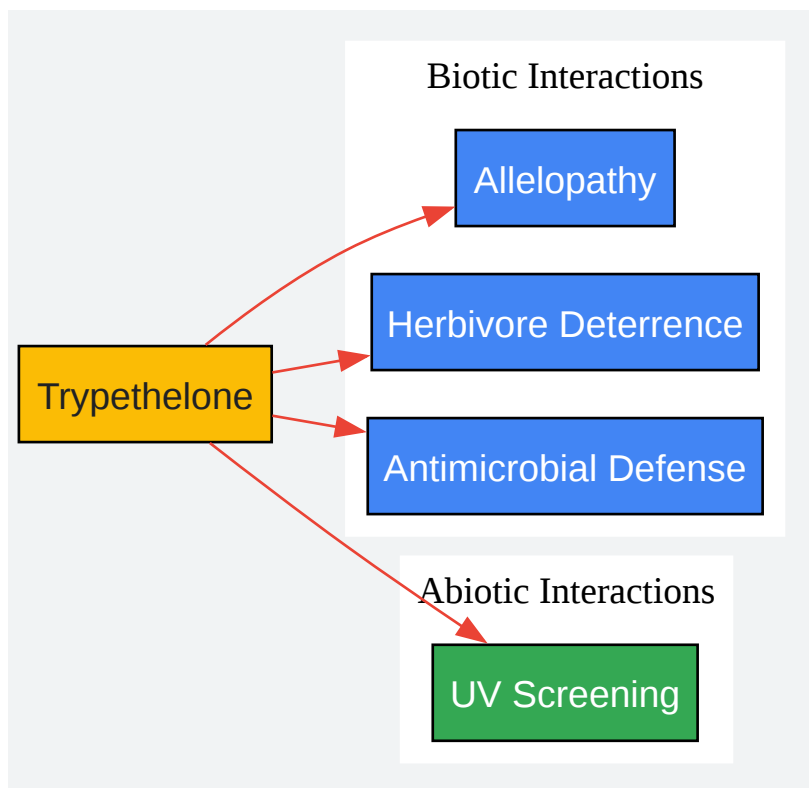 Biotic Interactions
Allelopathy
Herbivore Deterrence
Trypethelone
Antimicrobial Defense
Abiotic Interactions
UV Screening